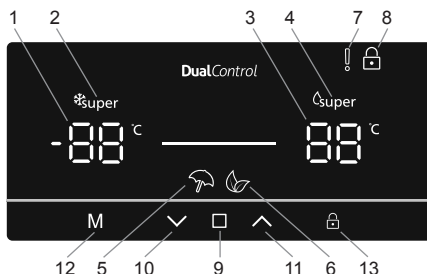 1 2 3 4 7 8
DualControl
super super
-88 °C 88 °C
M
12 5 10 9 11 6 13